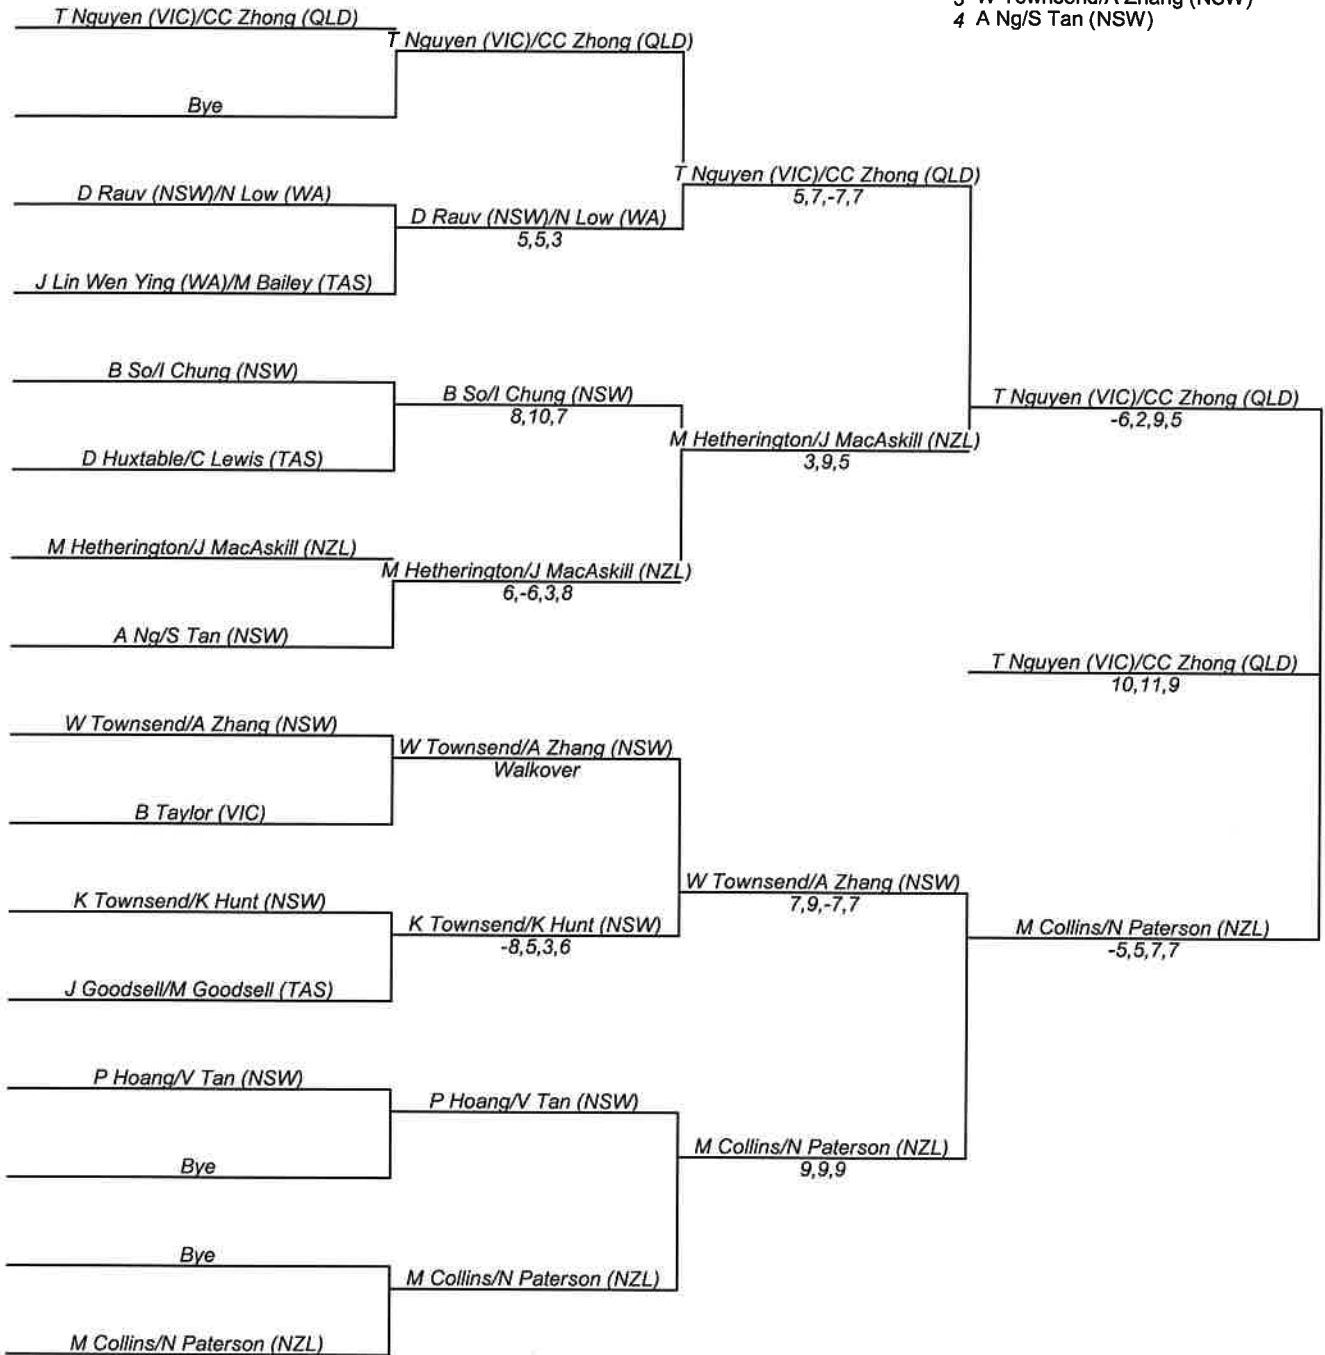 3 W Townsend/A Zhang (NSW)
4 A Ng/S Tan (NSW)
T Nguyen (VIC)/CC Zhong (QLD)
Bye
D Rauv (NSW)/N Low (WA)
J Lin Wen Ying (WA)/M Bailey (TAS)
B So/I Chung (NSW)
D Huxtable/C Lewis (TAS)
M Hetherington/J MacAskill (NZL)
A Ng/S Tan (NSW)
W Townsend/A Zhang (NSW)
B Taylor (VIC)
K Townsend/K Hunt (NSW)
J Goodsell/M Goodsell (TAS)
P Hoang/V Tan (NSW)
Bye
Bye
M Collins/N Paterson (NZL)
T Nguyen (VIC)/CC Zhong (QLD)
D Rauv (NSW)/N Low (WA)
5,5,3
B So/I Chung (NSW)
8,10,7
M Hetherington/J MacAskill (NZL)
6,-6,3,8
W Townsend/A Zhang (NSW)
Walkover
K Townsend/K Hunt (NSW)
-8,5,3,6
P Hoang/V Tan (NSW)
M Collins/N Paterson (NZL)
T Nguyen (VIC)/CC Zhong (QLD)
5,7,-7,7
M Hetherington/J MacAskill (NZL)
3,9,5
W Townsend/A Zhang (NSW)
7,9,-7,7
M Collins/N Paterson (NZL)
9,9,9
T Nguyen (VIC)/CC Zhong (QLD)
-6,2,9,5
M Collins/N Paterson (NZL)
-5,5,7,7
T Nguyen (VIC)/CC Zhong (QLD)
10,11,9